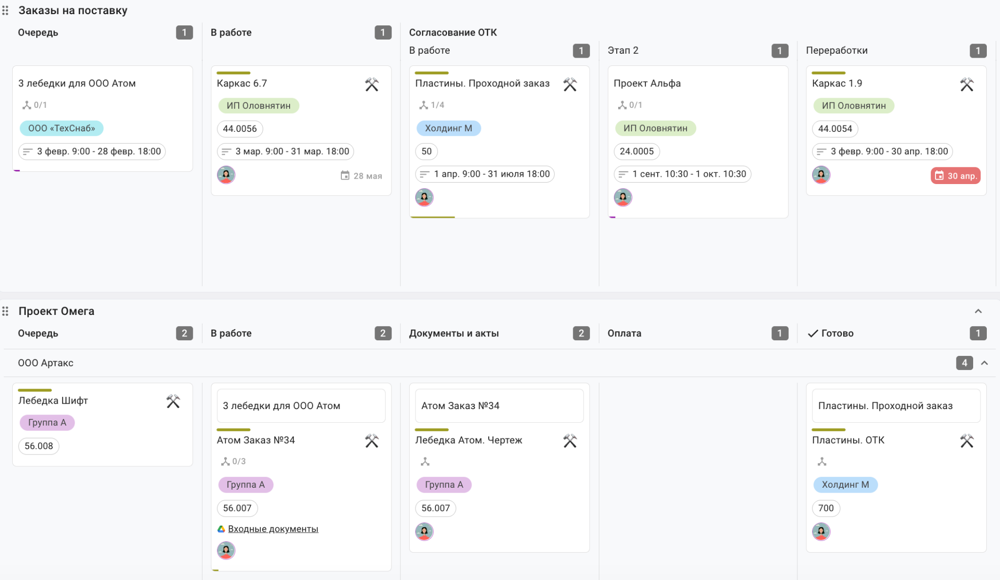 Заказы на поставку
Очередь 1
В работе 1
Согласование ОТК
В работе 1
Этап 2 1
Переработки 1
3 лебедки для ООО Атом
0/1
ООО «ТехСнаб»
3 февр. 9:00 - 28 февр. 18:00
Каркас 6.7
ИП Оловнятин
44.0056
3 мар. 9:00 - 31 мар. 18:00
28 мая
Пластины. Проходной заказ
1/4
Холдинг М
50
1 апр. 9:00 - 31 июля 18:00
Проект Альфа
0/1
ИП Оловнятин
24.0005
1 сент. 10:30 - 1 окт. 10:30
Каркас 1.9
ИП Оловнятин
44.0054
3 февр. 9:00 - 30 апр. 18:00
30 апр.
Проект Омега
Очередь 2
В работе 2
Документы и акты 2
Оплата 1
Готово 1
ООО Артакс 4
Лебедка Шифт
Группа А
56.008
3 лебедки для ООО Атом
Атом Заказ №34
0/3
Группа А
56.007
Входные документы
Атом Заказ №34
Лебедка Атом. Чертеж
Группа А
56.007
Пластины. Проходной заказ
Пластины. ОТК
Холдинг М
700